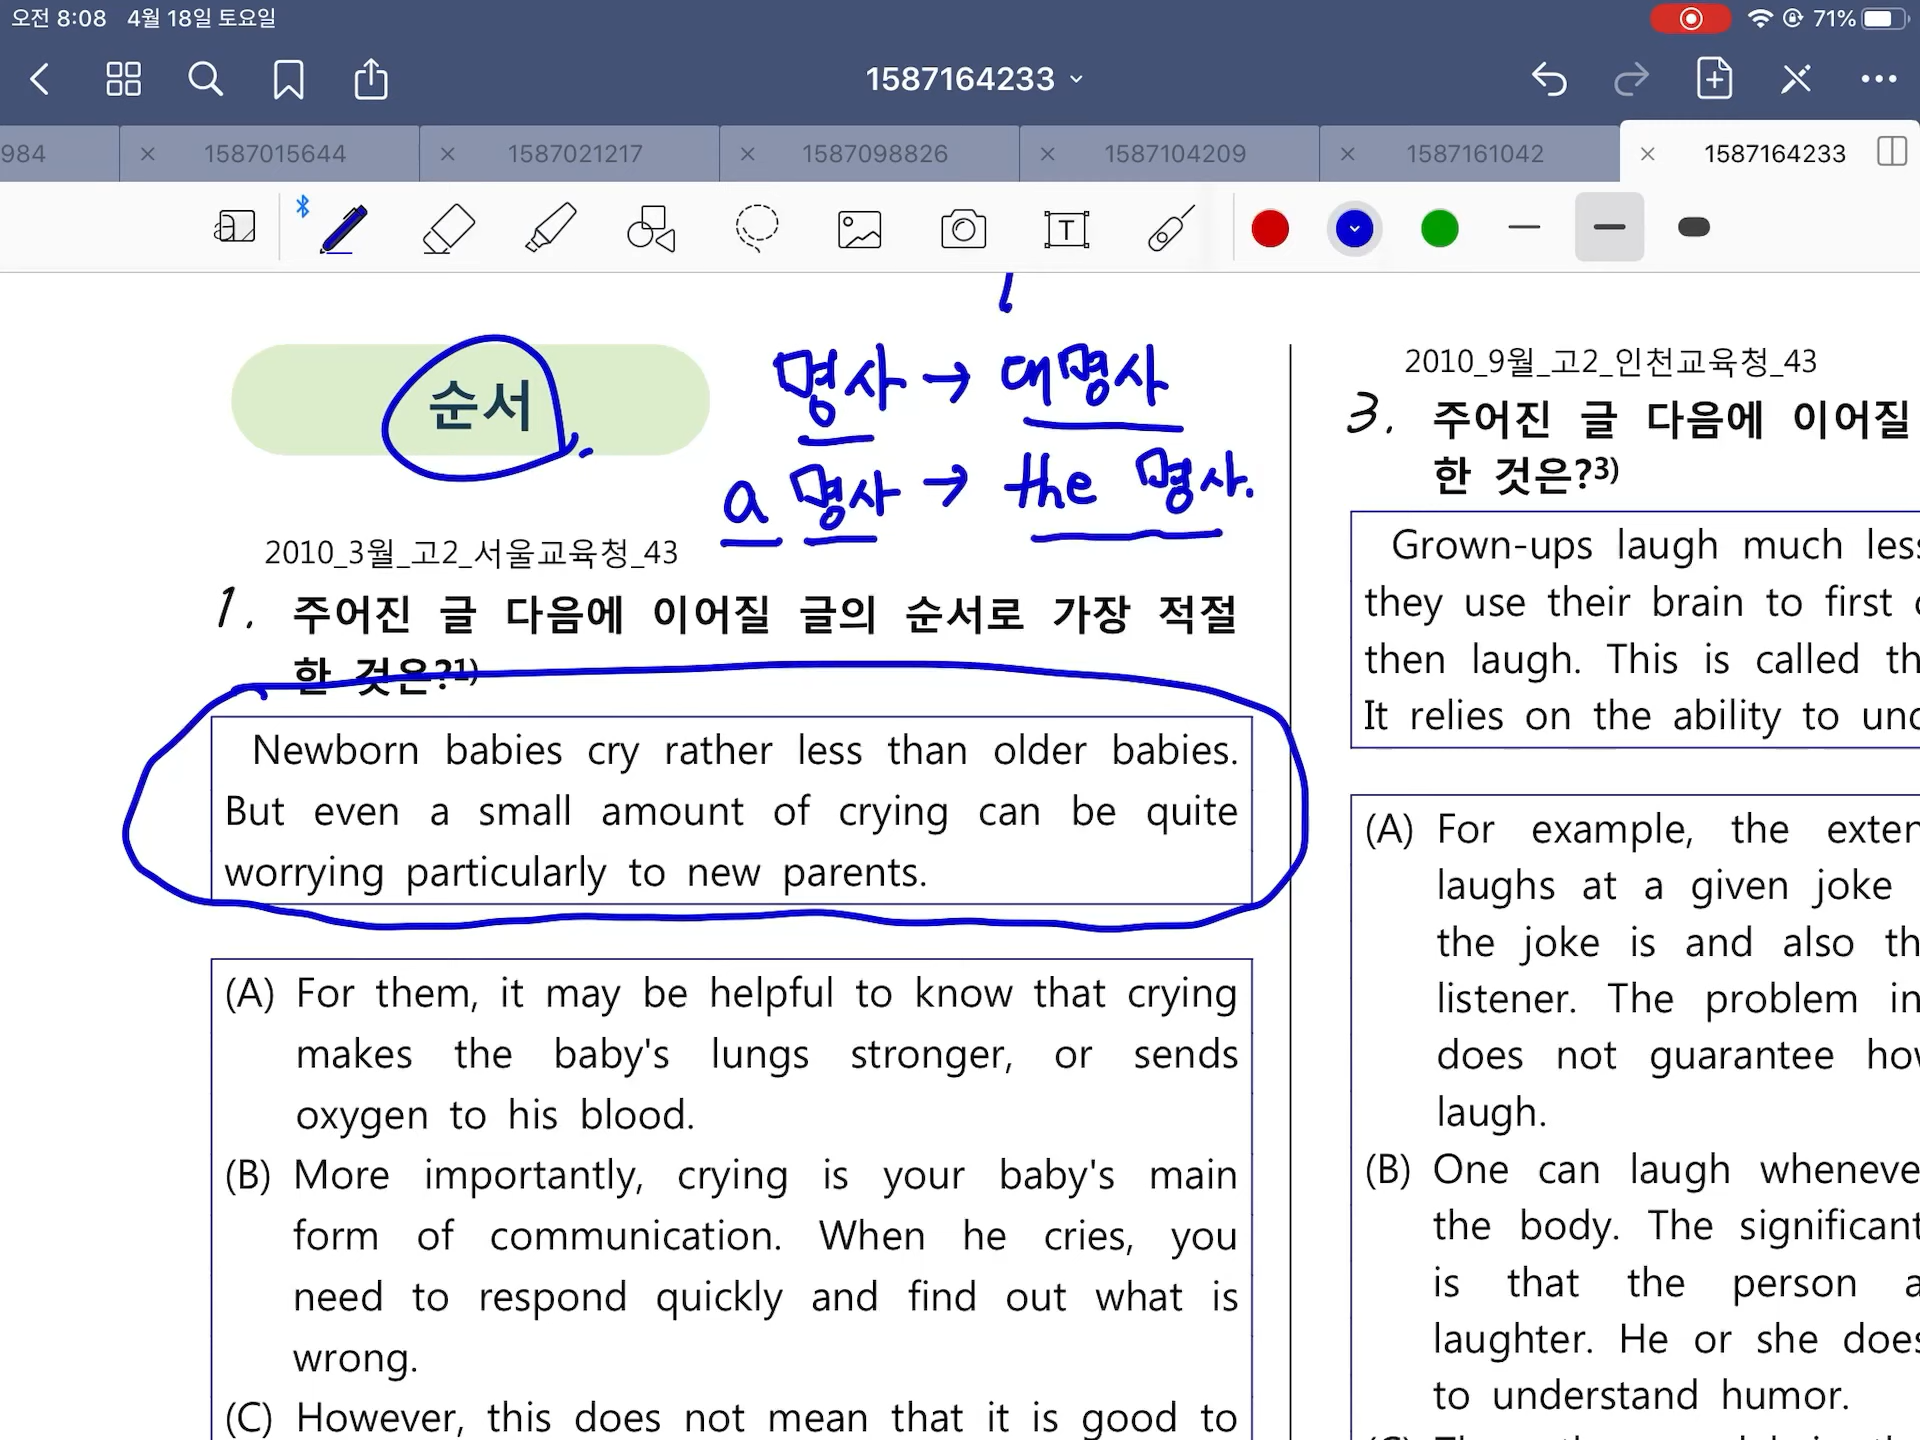 오전 8:08 4월 18일 토요일 71%
1587164233
984 1587015644 1587021217 1587098826 1587104209 1587161042 1587164233
순서
명사 → 대명사
a 명사 → the 명사.
2010_3월_고2_서울교육청_43
1. 주어진 글 다음에 이어질 글의 순서로 가장 적절
한 것은?1)
Newborn babies cry rather less than older babies.
But even a small amount of crying can be quite
worrying particularly to new parents.
(A) For them, it may be helpful to know that crying
makes the baby's lungs stronger, or sends
oxygen to his blood.
(B) More importantly, crying is your baby's main
form of communication. When he cries, you
need to respond quickly and find out what is
wrong.
(C) However, this does not mean that it is good to
2010_9월_고2_인천교육청_43
3. 주어진 글 다음에 이어질
한 것은?3)
Grown-ups laugh much less
they use their brain to first
then laugh. This is called
It relies on the ability to
(A) For example, the
laughs at a given joke
the joke is and also
listener. The problem
does not guarantee
laugh.
(B) One can laugh
the body. The significant
is that the person
laughter. He or she does
to understand humor.